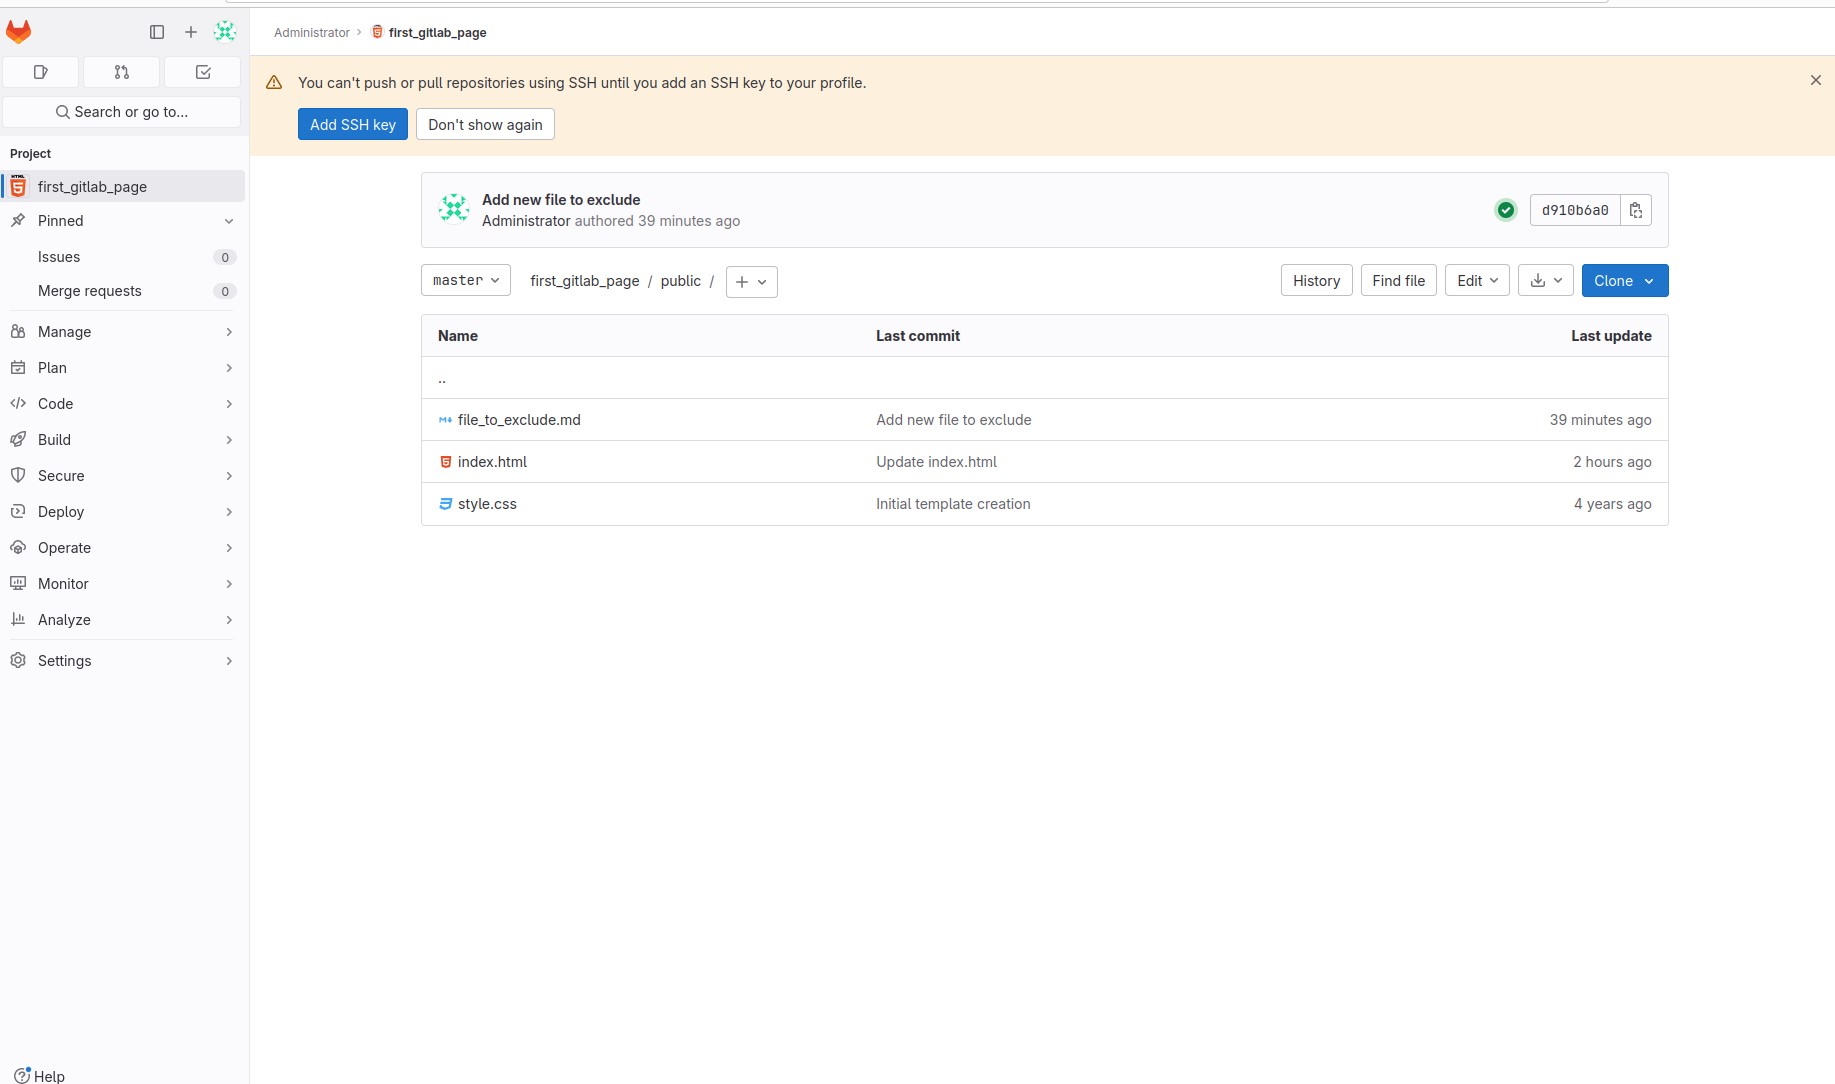 Administrator › first_gitlab_page
You can't push or pull repositories using SSH until you add an SSH key to your profile.
Add SSH key Don't show again
Search or go to...
Project
first_gitlab_page
Pinned
Issues 0
Merge requests 0
Manage
Plan
Code
Build
Secure
Deploy
Operate
Monitor
Analyze
Settings
Help
Add new file to exclude
Administrator authored 39 minutes ago
d910b6a0
master first_gitlab_page / public / +
History Find file Edit Clone
Name Last commit Last update
..
file_to_exclude.md Add new file to exclude 39 minutes ago
index.html Update index.html 2 hours ago
style.css Initial template creation 4 years ago